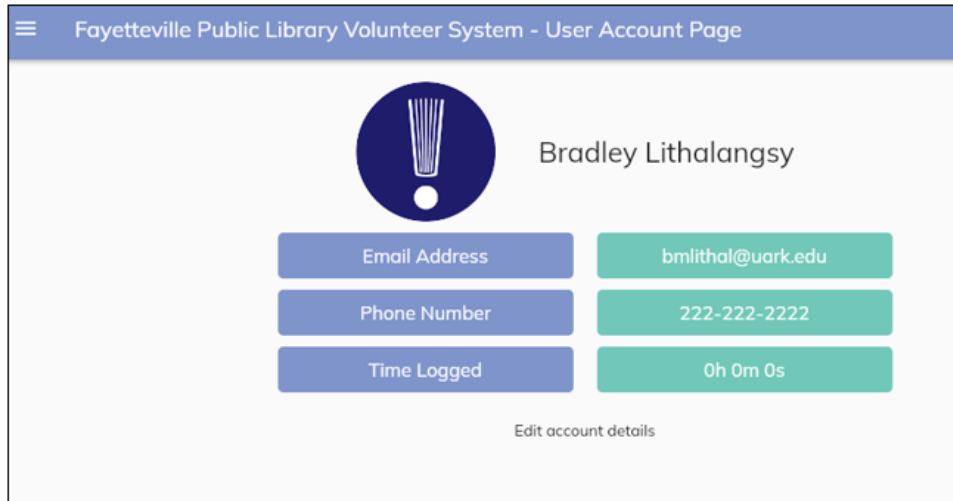 Fayetteville Public Library Volunteer System - User Account Page
Bradley Lithalangsy
Email Address
bmlithal@uark.edu
Phone Number
222-222-2222
Time Logged
0h 0m 0s
Edit account details